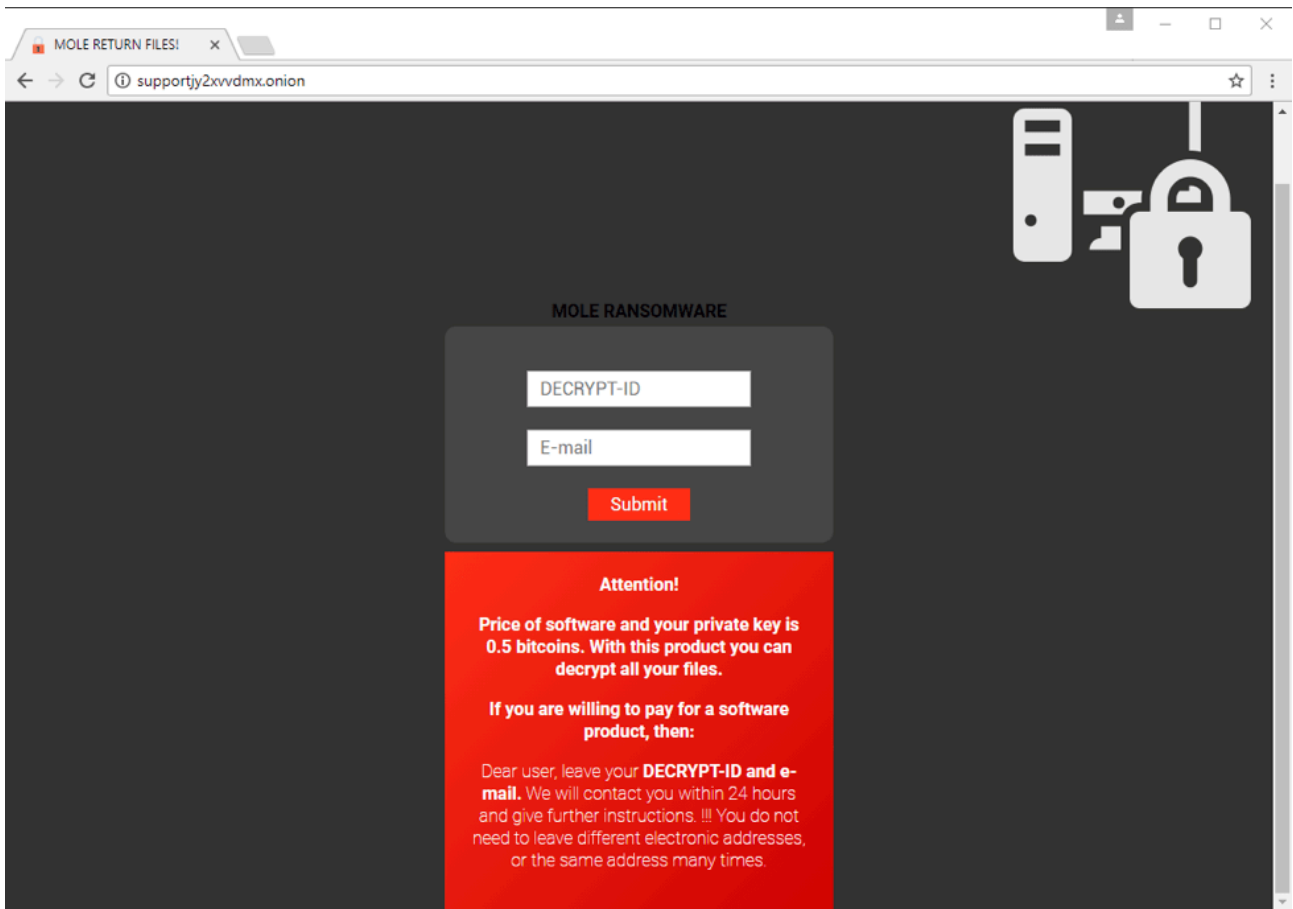 MOLE RETURN FILES!
supportjy2xvvdmx.onion
MOLE RANSOMWARE
DECRYPT-ID
E-mail
Submit
Attention!
Price of software and your private key is
0.5 bitcoins. With this product you can
decrypt all your files.
If you are willing to pay for a software
product, then:
Dear user, leave your DECRYPT-ID and e-
mail. We will contact you within 24 hours
and give further instructions. !!! You do not
need to leave different electronic addresses,
or the same address many times.